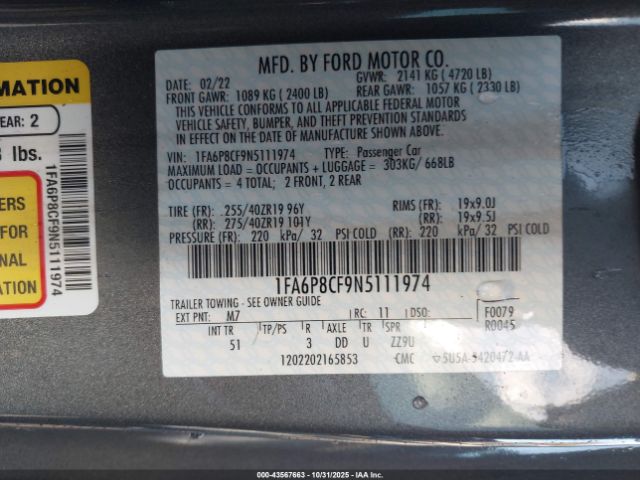 MFD. BY FORD MOTOR CO.
DATE: 02/22 GVWR: 2141 KG ( 4720 LB)
FRONT GAWR: 1089 KG ( 2400 LB) REAR GAWR: 1057 KG ( 2330 LB)
THIS VEHICLE CONFORMS TO ALL APPLICABLE FEDERAL MOTOR
VEHICLE SAFETY, BUMPER, AND THEFT PREVENTION STANDARDS
IN EFFECT ON THE DATE OF MANUFACTURE SHOWN ABOVE.
VIN: 1FA6P8CF9N5111974 TYPE: Passenger Car
MAXIMUM LOAD = OCCUPANTS + LUGGAGE = 303KG/ 668LB
OCCUPANTS = 4 TOTAL; 2 FRONT, 2 REAR
TIRE (FR): 255/40ZR19 96Y RIMS (FR): 19x9.0J
(RR): 275/40ZR19 101Y (RR): 19x9.5J
PRESSURE (FR): 220 kPa/ 32 PSI COLD (RR): 220 kPa/ 32 PSI COLD
1FA6P8CF9N5111974
TRAILER TOWING - SEE OWNER GUIDE
EXT PNT: M7 RC: 11 DSO: F0079
R0045
INT TR TP/PS R AXLE TR SPR
51 3 DD U ZZ9U
1202202165853 CMC
MATION
EAR: 2
lbs.
ERS
FOR
NAL
ATION
1FA6P8CF9N5111974
000-43567663 - 10/31/2025 - Copyright © 2025 IAA, Inc. All Rights Reserved.